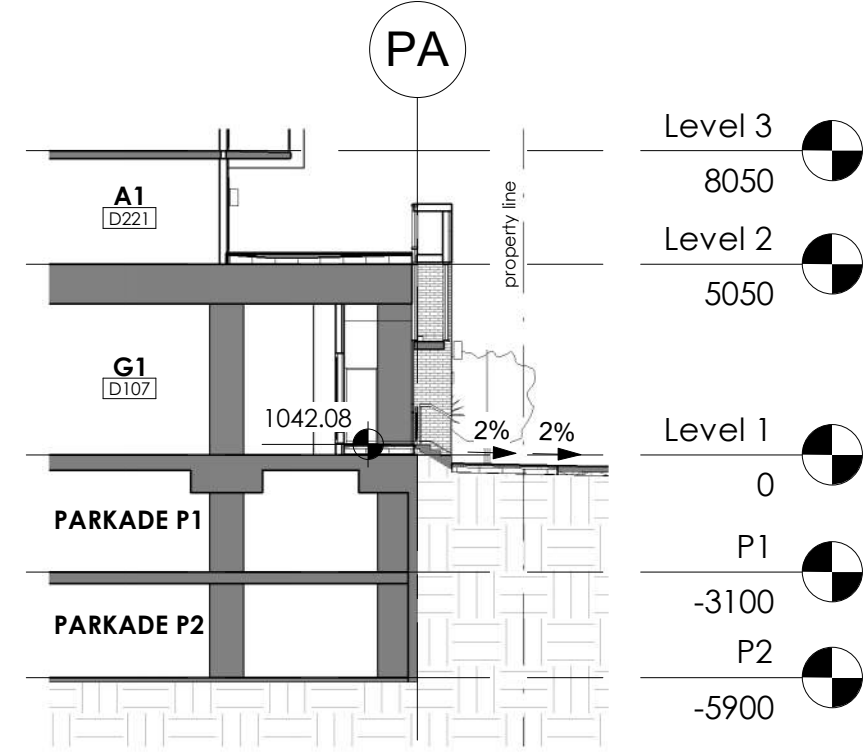 PA
Level 3
8050
A1
D221
property line
Level 2
5050
G1
D107
1042.08
2% 2%
Level 1
0
PARKADE P1
P1
-3100
PARKADE P2
P2
-5900